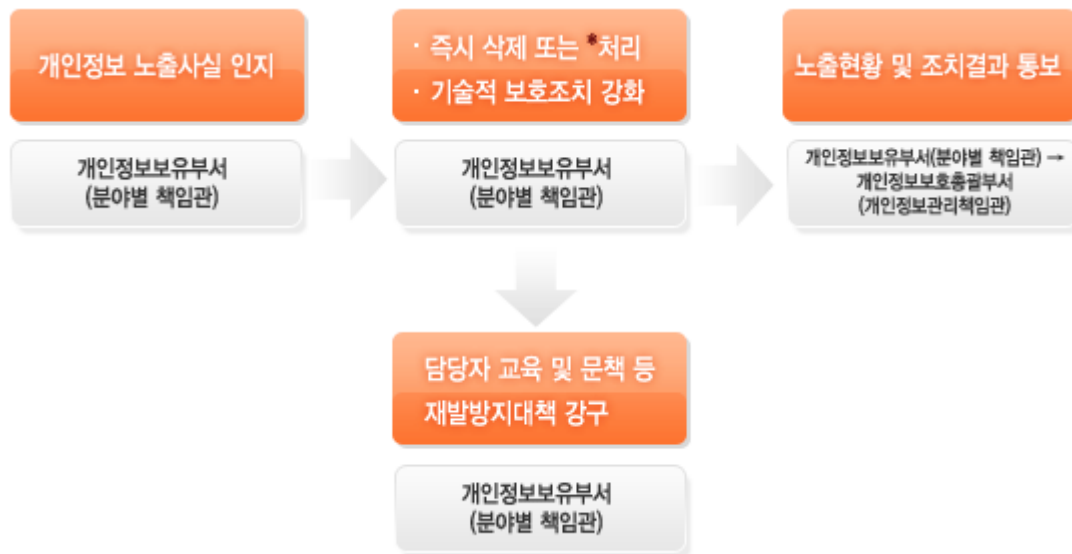 개인정보 노출사실 인지
개인정보보유부서
(분야별 책임관)
· 즉시 삭제 또는 *처리
· 기술적 보호조치 강화
개인정보보유부서
(분야별 책임관)
노출현황 및 조치결과 통보
개인정보보유부서(분야별 책임관) →
개인정보보호총괄부서
(개인정보관리책임관)
담당자 교육 및 문책 등
재발방지대책 강구
개인정보보유부서
(분야별 책임관)